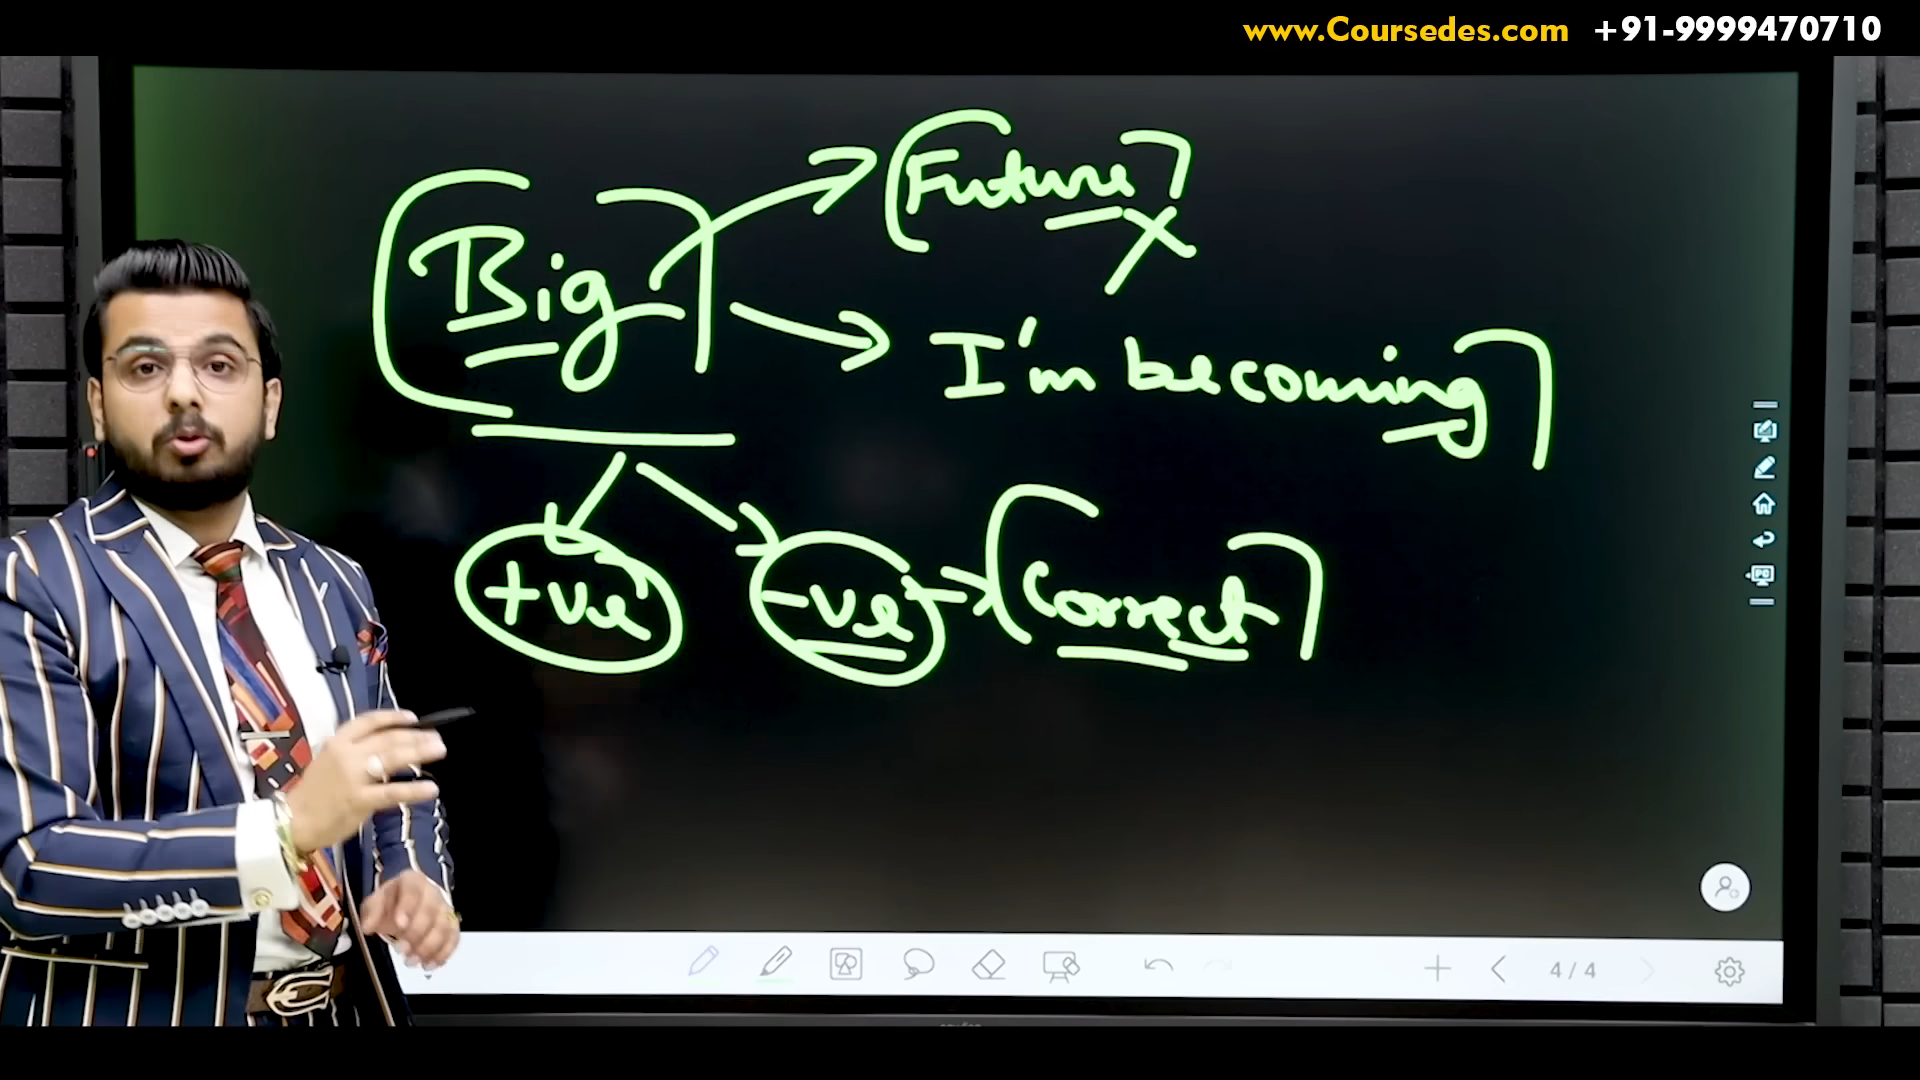 www.Coursedes.com +91-9999470710
Future
Big
I'm becoming
+ve -ve Correct
4/4